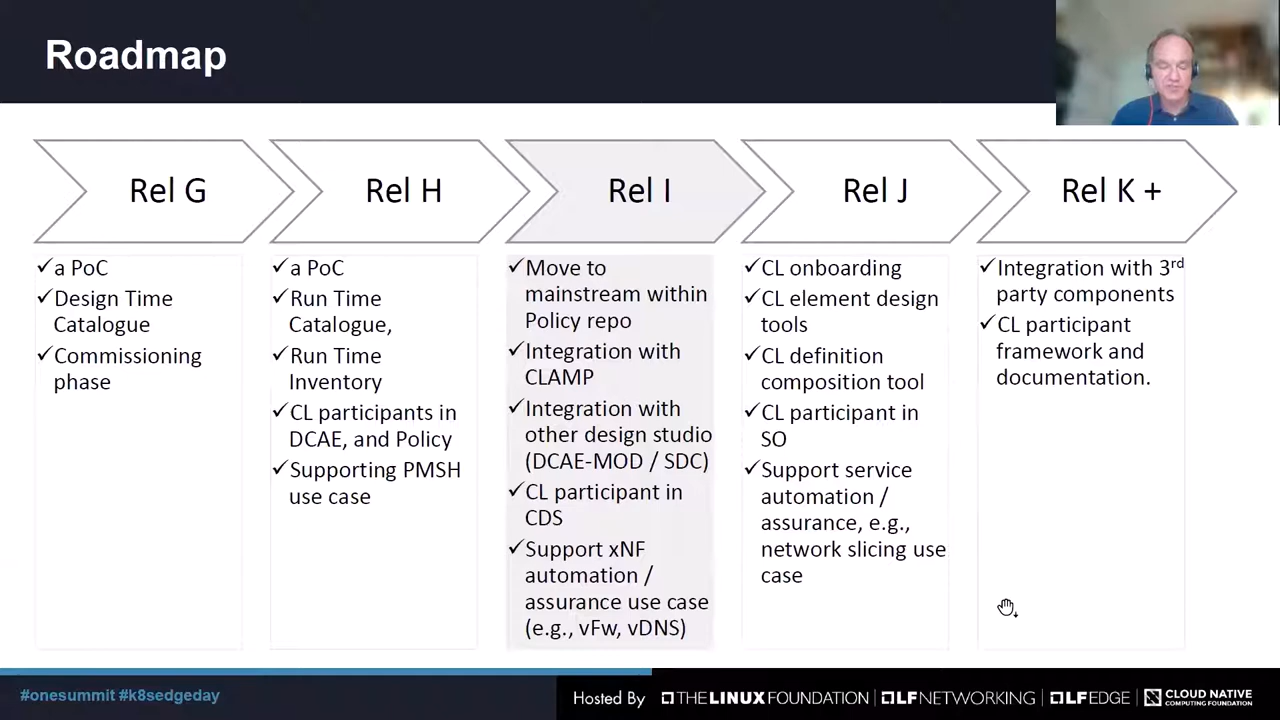 Roadmap
Rel G
Rel H
Rel I
Rel J
Rel K +
✓a PoC
✓Design Time
Catalogue
✓Commissioning
phase
✓a PoC
✓Run Time
Catalogue,
✓Run Time
Inventory
✓CL participants in
DCAE, and Policy
✓Supporting PMSH
use case
✓Move to
mainstream within
Policy repo
✓Integration with
CLAMP
✓Integration with
other design studio
(DCAE-MOD / SDC)
✓CL participant in
CDS
✓Support xNF
automation /
assurance use case
(e.g., vFw, vDNS)
✓CL onboarding
✓CL element design
tools
✓CL definition
composition tool
✓CL participant in
SO
✓Support service
automation /
assurance, e.g.,
network slicing use
case
✓Integration with 3rd
party components
✓CL participant
framework and
documentation.
#onesummit #k8sedgeday
Hosted By
THE LINUX FOUNDATION
LFNETWORKING
LFEDGE
CLOUD NATIVE
COMPUTING FOUNDATION